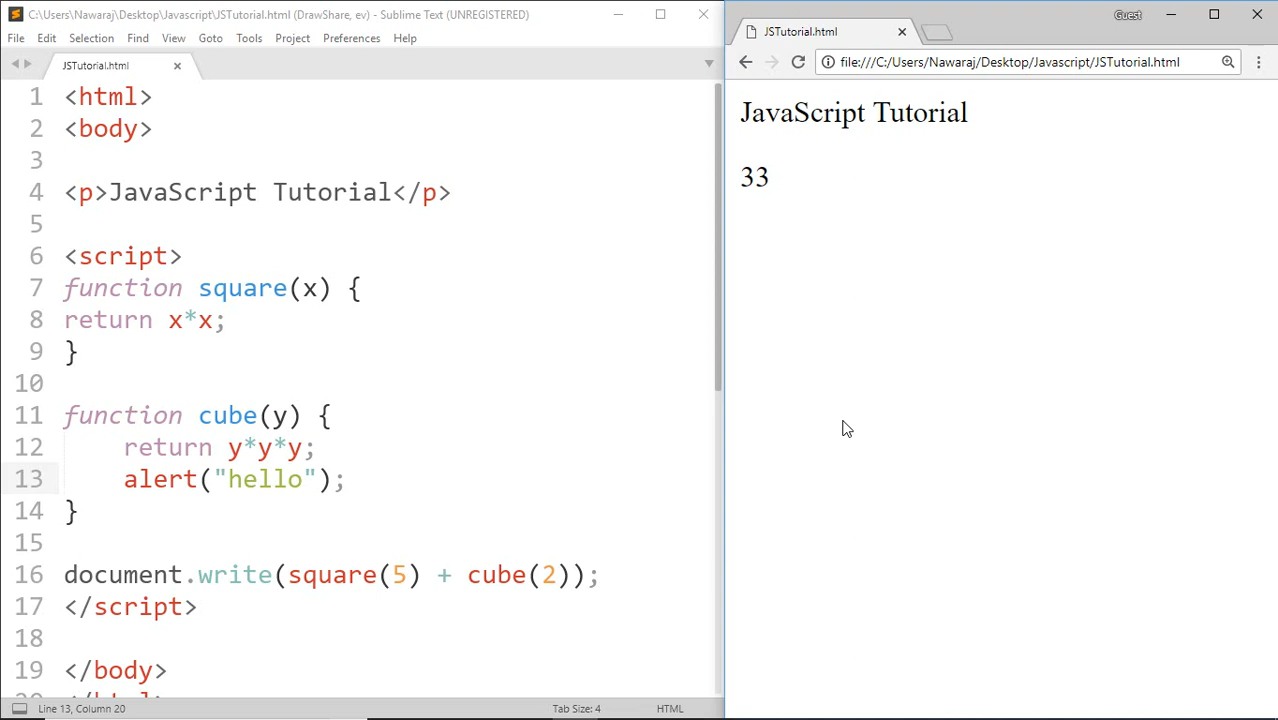 C:\Users\Nawaraj\Desktop\Javascript\JSTutorial.html (DrawShare, ev) - Sublime Text (UNREGISTERED)
File Edit Selection Find View Goto Tools Project Preferences Help
JSTutorial.html
1 <html>
2 <body>
3
4 <p>JavaScript Tutorial</p>
5
6 <script>
7 function square(x) {
8 return x*x;
9 }
10
11 function cube(y) {
12 return y*y*y;
13 alert("hello");
14 }
15
16 document.write(square(5) + cube(2));
17 </script>
18
19 </body>
Line 13, Column 20 Tab Size: 4 HTML
Guest
JSTutorial.html
file:///C:/Users/Nawaraj/Desktop/Javascript/JSTutorial.html
JavaScript Tutorial
33